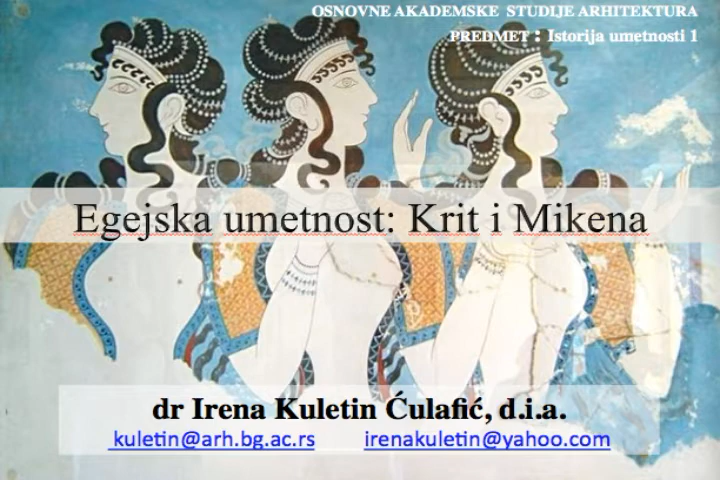 OSNOVNE AKADEMSKE STUDIJE ARHITEKTURA
PREDMET : Istorija umetnosti 1
Egejska umetnost: Krit i Mikena
dr Irena Kuletin Ćulafić, d.i.a.
kuletin@arh.bg.ac.rs irenakuletin@yahoo.com